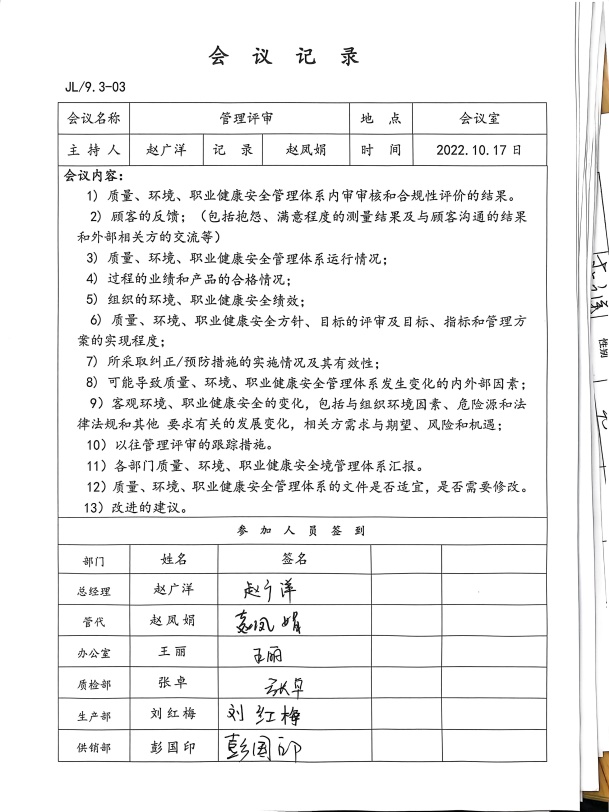 会 议 记 录
JL/9.3-03
会议名称 管理评审 地 点 会议室
主 持 人 赵广洋 记 录 赵凤娟 时 间 2022.10.17日
会议内容：
1）质量、环境、职业健康安全管理体系内审审核和合规性评价的结果。
2）顾客的反馈；（包括抱怨、满意程度的测量结果及与顾客沟通的结果
和外部相关方的交流等）
3）质量、环境、职业健康安全管理体系运行情况；
4）过程的业绩和产品的合格情况；
5）组织的环境、职业健康安全绩效；
6）质量、环境、职业健康安全方针、目标的评审及目标、指标和管理方
案的实现程度；
7）所采取纠正/预防措施的实施情况及其有效性；
8）可能导致质量、环境、职业健康安全管理体系发生变化的内外部因素；
9）客观环境、职业健康安全的变化，包括与组织环境因素、危险源和法
律法规和其他 要求有关的发展变化，相关方需求与期望、风险和机遇；
10）以往管理评审的跟踪措施。
11）各部门质量、环境、职业健康安全境管理体系汇报。
12）质量、环境、职业健康安全管理体系的文件是否适宜，是否需要修改。
13）改进的建议。
参 加 人 员 签 到
部门 姓名 签名
总经理 赵广洋 赵广洋
管代 赵凤娟 赵凤娟
办公室 王丽 王丽
质检部 张卓 张卓
生产部 刘红梅 刘红梅
供销部 彭国印 彭国印
性别